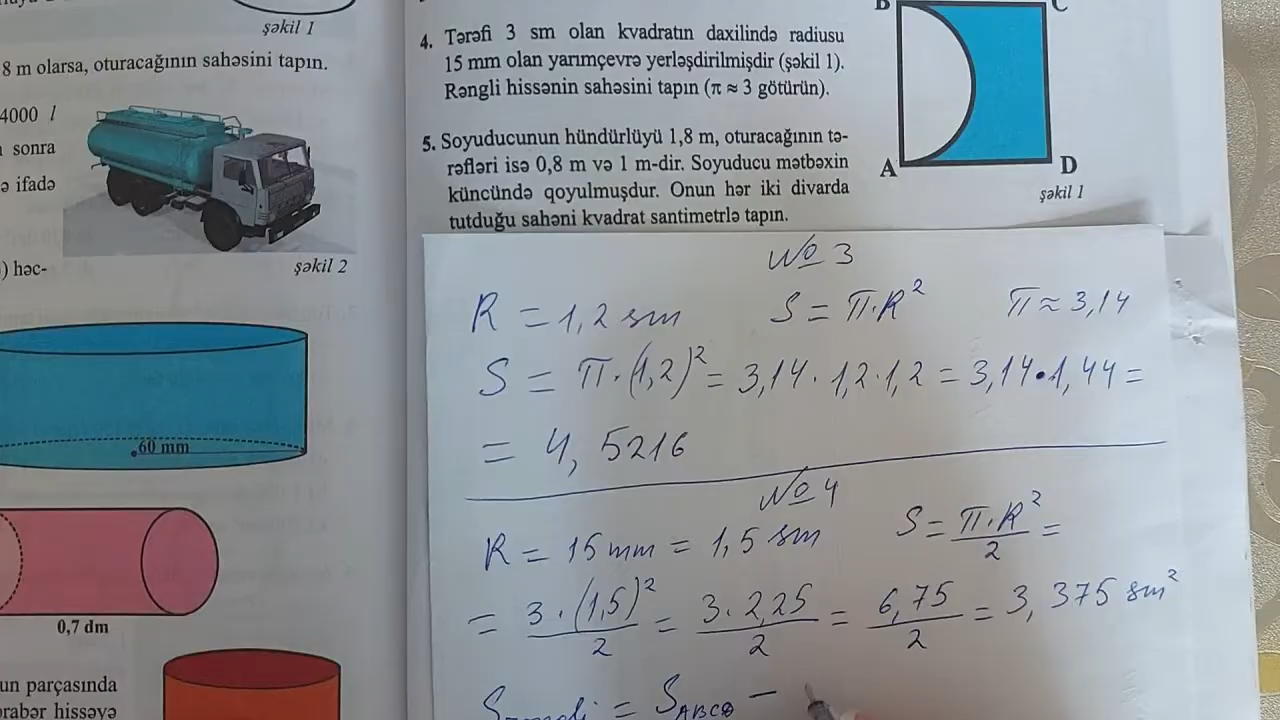 şəkil 1
8 m olarsa, oturacağının sahəsini tapın.
4000 l
sonra
ə ifadə
) həc-
şəkil 2
60 mm
0,7 dm
un parçasında
ərabər hissəyə
4. Tərəfi 3 sm olan kvadratın daxilində radiusu
15 mm olan yarımçevrə yerləşdirilmişdir (şəkil 1).
Rəngli hissənin sahəsini tapın (π ≈ 3 götürün).
5. Soyuducunun hündürlüyü 1,8 m, oturacağının tə-
rəfləri isə 0,8 m və 1 m-dir. Soyuducu mətbəxin
küncündə qoyulmuşdur. Onun hər iki divarda
tutduğu sahəni kvadrat santimetrlə tapın.
B C
A D
şəkil 1
№ 3
R = 1,2 sm S = π·R² π ≈ 3,14
S = π·(1,2)² = 3,14 · 1,2·1,2 = 3,14·1,44 =
= 4,5216
№ 4
R = 15 mm = 1,5 sm S = π·R²/2 =
= 3·(1,5)²/2 = 3·2,25/2 = 6,75/2 = 3,375 sm²
= S ABCD −